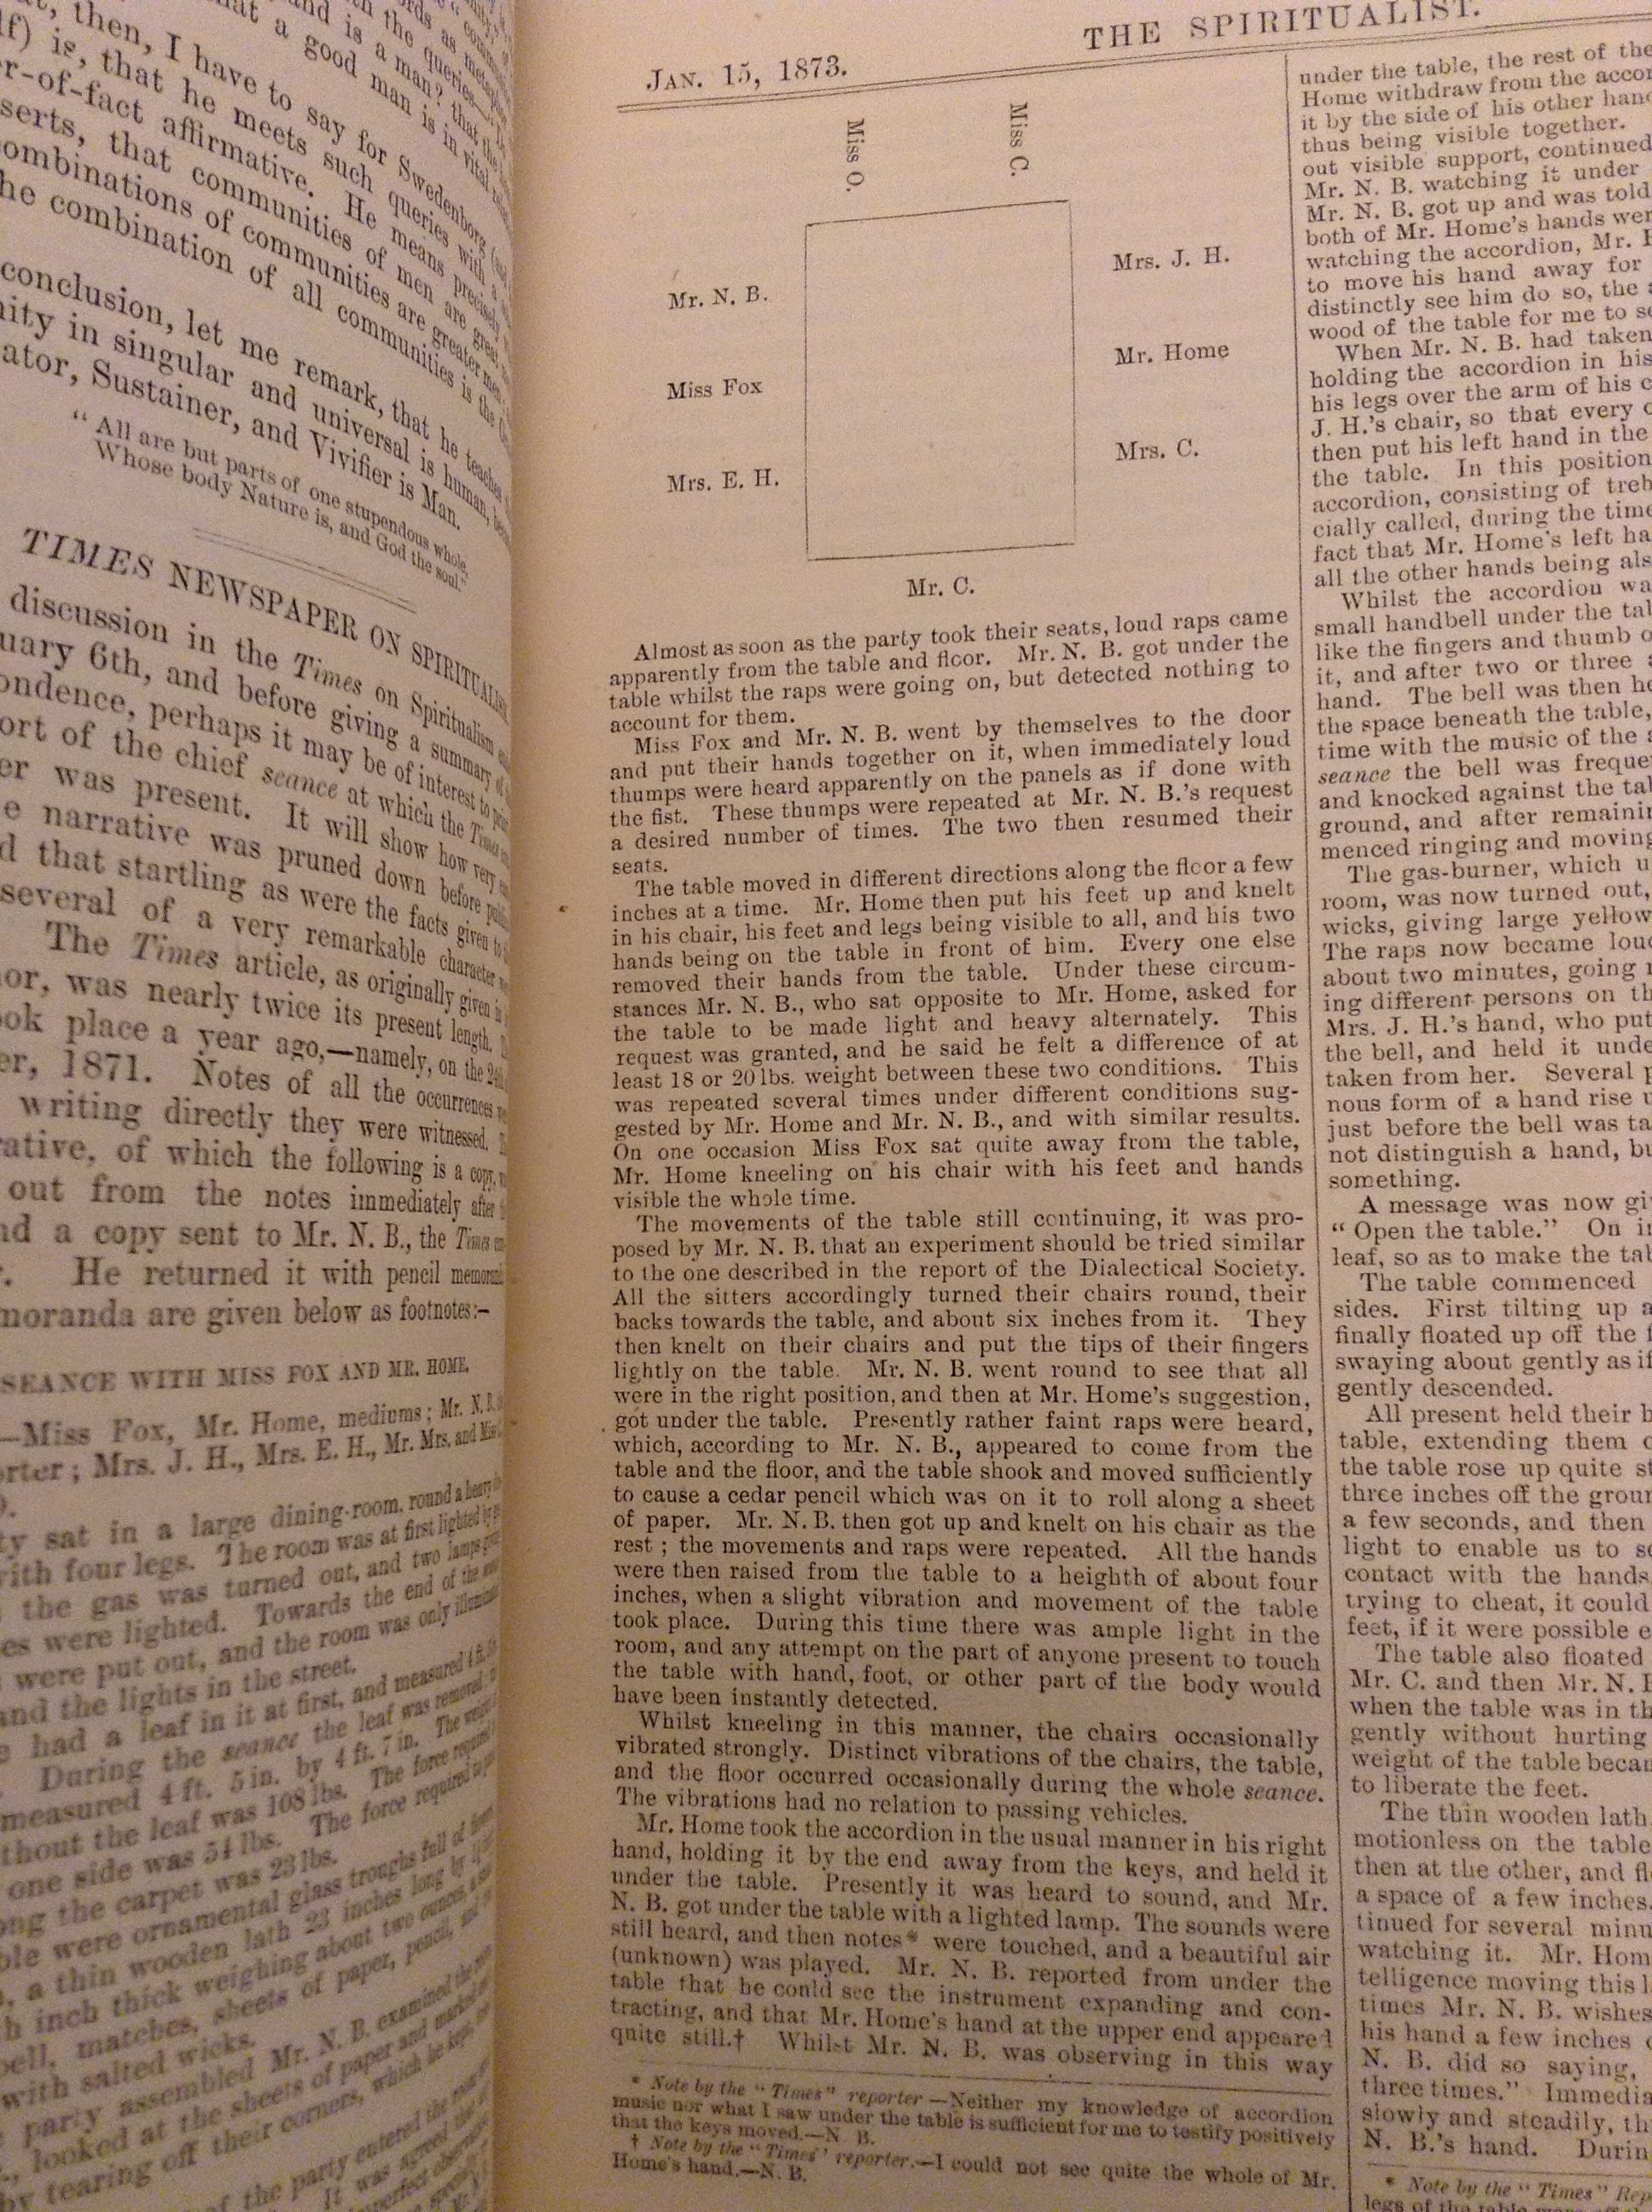 then, I have to say for Swedenborg
is, that he meets such queries with a
r-of-fact affirmative. He means precisely
serts, that communities of men are great
ombinations of communities are greater men
he combination of all communities is the
conclusion, let me remark, that he teaches
ity in singular and universal is human,
ator, Sustainer, and Vivifier is Man.
"All are but parts of one stupendous whole,
Whose body Nature is, and God the soul."
TIMES NEWSPAPER ON SPIRITUALISM
discussion in the Times on Spiritualism
uary 6th, and before giving a summary of
ondence, perhaps it may be of interest to
ort of the chief seance at which the Times
er was present. It will show how very
e narrative was pruned down before
d that startling as were the facts given to
several of a very remarkable character
The Times article, as originally given in
or, was nearly twice its present length.
ok place a year ago,—namely, on the
er, 1871. Notes of all the occurrences
writing directly they were witnessed.
ative, of which the following is a copy,
out from the notes immediately after
nd a copy sent to Mr. N. B., the Times
r. He returned it with pencil
moranda are given below as footnotes:—
SEANCE WITH MISS FOX AND MR. HOME.
—Miss Fox, Mr. Home, mediums; Mr. N. B.
orter; Mrs. J. H., Mrs. E. H., Mr. Mrs. and Miss
ty sat in a large dining-room, round a heavy
with four legs. The room was at first lighted by
the gas was turned out, and two lamps
es were lighted. Towards the end of the
were put out, and the room was only
and the lights in the street.
had a leaf in it at first, and measured 4 ft.
During the seance the leaf was removed.
measured 4 ft. 5 in. by 4 ft. 7 in. The
thout the leaf was 108 lbs. The force
one side was 54 lbs. The force required to
ong the carpet was 23 lbs.
ble were ornamental glass troughs full of
a thin wooden lath 23 inches long by
h inch thick weighing about two ounces,
bell, matches, sheets of paper, pencil, and
with salted wicks.
party assembled Mr. N. B. examined the
looked at the sheets of paper and marked
by tearing off their corners, which he kept,
of the party entered the
It was agreed
THE SPIRITUALIST.
JAN. 15, 1873.
Miss O.
Miss C.
Mr. N. B.
Miss Fox
Mrs. E. H.
Mrs. J. H.
Mr. Home
Mrs. C.
Mr. C.
Almost as soon as the party took their seats, loud raps came
apparently from the table and floor. Mr. N. B. got under the
table whilst the raps were going on, but detected nothing to
account for them.
Miss Fox and Mr. N. B. went by themselves to the door
and put their hands together on it, when immediately loud
thumps were heard apparently on the panels as if done with
the fist. These thumps were repeated at Mr. N. B.'s request
a desired number of times. The two then resumed their
seats.
The table moved in different directions along the floor a few
inches at a time. Mr. Home then put his feet up and knelt
in his chair, his feet and legs being visible to all, and his two
hands being on the table in front of him. Every one else
removed their hands from the table. Under these circum-
stances Mr. N. B., who sat opposite to Mr. Home, asked for
the table to be made light and heavy alternately. This
request was granted, and he said he felt a difference of at
least 18 or 20 lbs. weight between these two conditions. This
was repeated several times under different conditions sug-
gested by Mr. Home and Mr. N. B., and with similar results.
On one occasion Miss Fox sat quite away from the table,
Mr. Home kneeling on his chair with his feet and hands
visible the whole time.
The movements of the table still continuing, it was pro-
posed by Mr. N. B. that an experiment should be tried similar
to the one described in the report of the Dialectical Society.
All the sitters accordingly turned their chairs round, their
backs towards the table, and about six inches from it. They
then knelt on their chairs and put the tips of their fingers
lightly on the table. Mr. N. B. went round to see that all
were in the right position, and then at Mr. Home's suggestion,
got under the table. Presently rather faint raps were heard,
which, according to Mr. N. B., appeared to come from the
table and the floor, and the table shook and moved sufficiently
to cause a cedar pencil which was on it to roll along a sheet
of paper. Mr. N. B. then got up and knelt on his chair as the
rest; the movements and raps were repeated. All the hands
were then raised from the table to a heighth of about four
inches, when a slight vibration and movement of the table
took place. During this time there was ample light in the
room, and any attempt on the part of anyone present to touch
the table with hand, foot, or other part of the body would
have been instantly detected.
Whilst kneeling in this manner, the chairs occasionally
vibrated strongly. Distinct vibrations of the chairs, the table,
and the floor occurred occasionally during the whole seance.
The vibrations had no relation to passing vehicles.
Mr. Home took the accordion in the usual manner in his right
hand, holding it by the end away from the keys, and held it
under the table. Presently it was heard to sound, and Mr.
N. B. got under the table with a lighted lamp. The sounds were
still heard, and then notes* were touched, and a beautiful air
(unknown) was played. Mr. N. B. reported from under the
table that he could see the instrument expanding and con-
tracting, and that Mr. Home's hand at the upper end appeared
quite still.† Whilst Mr. N. B. was observing in this way
* Note by the "Times" reporter—Neither my knowledge of accordion
music nor what I saw under the table is sufficient for me to testify positively
that the keys moved.—N. B.
† Note by the "Times" reporter.—I could not see quite the whole of Mr.
Home's hand.—N. B.
under the table, the rest of the
Home withdraw from the accor
it by the side of his other hand
thus being visible together.
out visible support, continued
Mr. N. B. watching it under
Mr. N. B. got up and was told
both of Mr. Home's hands wer
watching the accordion, Mr. H
to move his hand away for
distinctly see him do so, the
wood of the table for me to se
When Mr. N. B. had taken
holding the accordion in his
his legs over the arm of his c
J. H.'s chair, so that every
then put his left hand in the
the table. In this position
accordion, consisting of treb
cially called, during the time
fact that Mr. Home's left ha
all the other hands being als
Whilst the accordion wa
small handbell under the tal
like the fingers and thumb o
it, and after two or three
hand. The bell was then he
the space beneath the table,
time with the music of the
seance the bell was freque
and knocked against the tal
ground, and after remainin
menced ringing and moving
The gas-burner, which u
room, was now turned out,
wicks, giving large yellow
The raps now became loud
about two minutes, going
ing different persons on th
Mrs. J. H.'s hand, who put
the bell, and held it unde
taken from her. Several p
nous form of a hand rise u
just before the bell was ta
not distinguish a hand, bu
something.
A message was now gi
"Open the table." On
leaf, so as to make the tal
The table commenced
sides. First tilting up a
finally floated up off the f
swaying about gently as if
gently descended.
All present held their h
table, extending them
the table rose up quite st
three inches off the groun
a few seconds, and then
light to enable us to se
contact with the hands,
trying to cheat, it could
feet, if it were possible e
The table also floated
Mr. C. and then Mr. N. B
when the table was in th
gently without hurting
weight of the table becam
to liberate the feet.
The thin wooden lath,
motionless on the table
then at the other, and fl
a space of a few inches.
tinued for several minu
watching it. Mr. Hom
telligence moving this l
times Mr. N. B. wishes
his hand a few inches
N. B. did so saying,
three times." Immedia
slowly and steadily, th
N. B.'s hand. Durin
* Note by the "Times" Rep
legs of the table